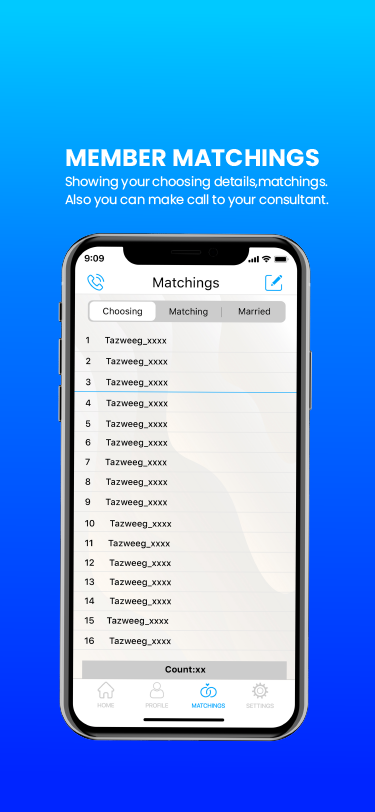 MEMBER MATCHINGS
Showing your choosing details,matchings.
Also you can make call to your consultant.
9:09
Matchings
Choosing Matching Married
1 Tazweeg_xxxx
2 Tazweeg_xxxx
3 Tazweeg_xxxx
4 Tazweeg_xxxx
5 Tazweeg_xxxx
6 Tazweeg_xxxx
7 Tazweeg_xxxx
8 Tazweeg_xxxx
9 Tazweeg_xxxx
10 Tazweeg_xxxx
11 Tazweeg_xxxx
12 Tazweeg_xxxx
13 Tazweeg_xxxx
14 Tazweeg_xxxx
15 Tazweeg_xxxx
16 Tazweeg_xxxx
Count:xx
HOME PROFILE MATCHINGS SETTINGS